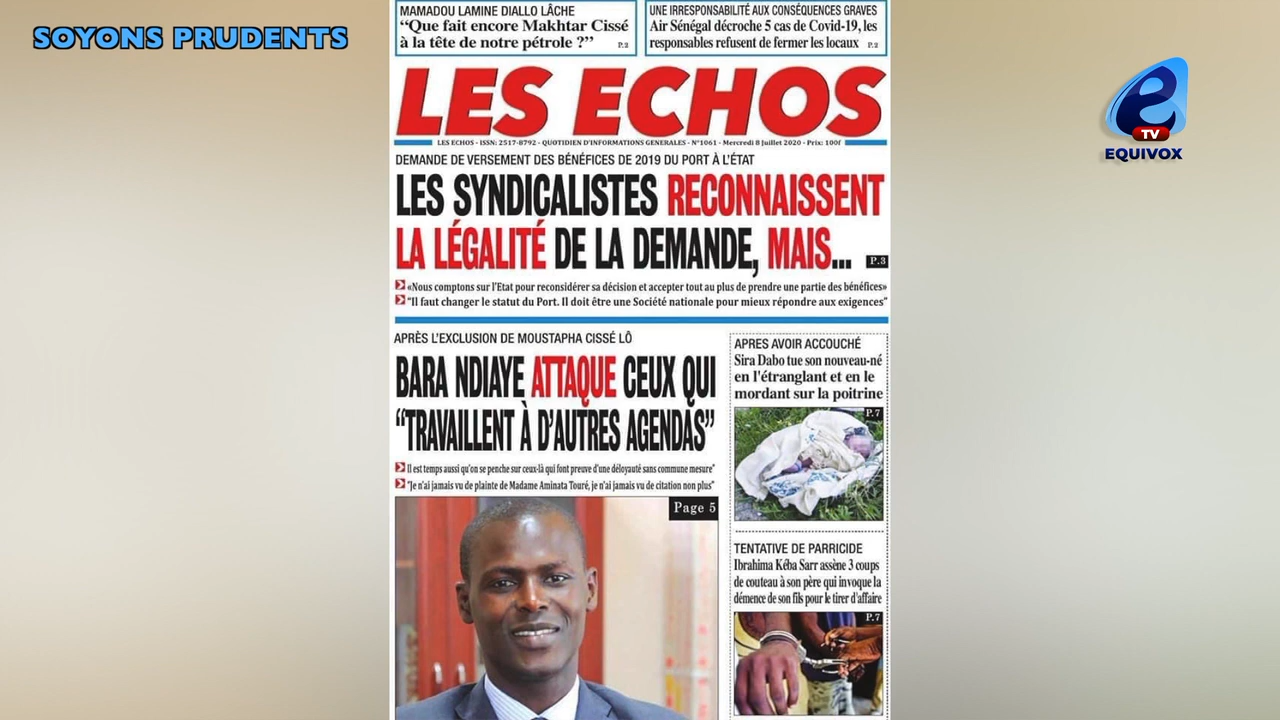 SOYONS PRUDENTS
MAMADOU LAMINE DIALLO LÂCHE
“Que fait encore Makhtar Cissé
à la tête de notre pétrole ?” P.2
UNE IRRESPONSABILITÉ AUX CONSÉQUENCES GRAVES
Air Sénégal décroche 5 cas de Covid-19, les
responsables refusent de fermer les locaux P.2
LES ECHOS
LES ECHOS - ISSN: 2517-8792 - QUOTIDIEN D'INFORMATIONS GENERALES - N°1061 - Mercredi 8 Juillet 2020 - Prix: 100f
e
TV
EQUIVOX
DEMANDE DE VERSEMENT DES BÉNÉFICES DE 2019 DU PORT À L'ÉTAT
LES SYNDICALISTES RECONNAISSENT
LA LÉGALITÉ DE LA DEMANDE, MAIS... P.3
«Nous comptons sur l'Etat pour reconsidérer sa décision et accepter tout au plus de prendre une partie des bénéfices»
"Il faut changer le statut du Port. Il doit être une Société nationale pour mieux répondre aux exigences"
APRÈS L'EXCLUSION DE MOUSTAPHA CISSÉ LÔ
BARA NDIAYE ATTAQUE CEUX QUI
“TRAVAILLENT À D'AUTRES AGENDAS”
Il est temps aussi qu'on se penche sur ceux-là qui font preuve d'une déloyauté sans commune mesure"
"Je n'ai jamais vu de plainte de Madame Aminata Touré, je n'ai jamais vu de citation non plus"
Page 5
APRES AVOIR ACCOUCHÉ
Sira Dabo tue son nouveau-né
en l'étranglant et en le
mordant sur la poitrine
P.7
TENTATIVE DE PARRICIDE
Ibrahima Kéba Sarr assène 3 coups
de couteau à son père qui invoque la
démence de son fils pour le tirer d'affaire
P.7